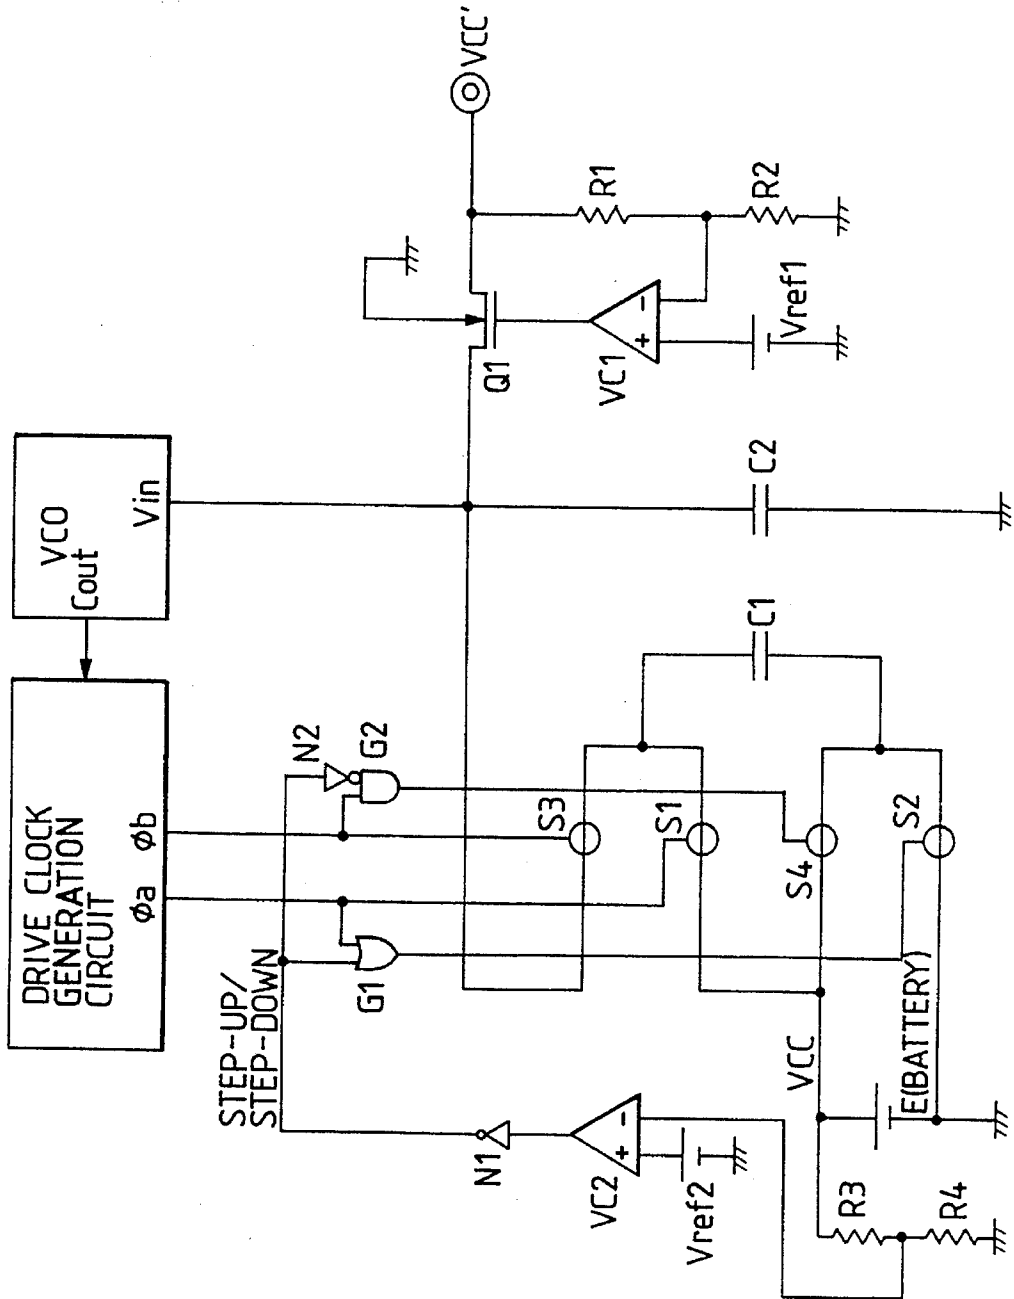 DRIVE CLOCK
GENERATION
CIRCUIT
ϕa
ϕb
VCO
Cout
Vin
STEP-UP/
STEP-DOWN
N1
N2
G1
G2
VC2
Vref2
R3
R4
VCC
E(BATTERY)
S3
S1
S4
S2
C1
C2
Q1
VC1
Vref1
R1
R2
VCC'
+
-
+
-